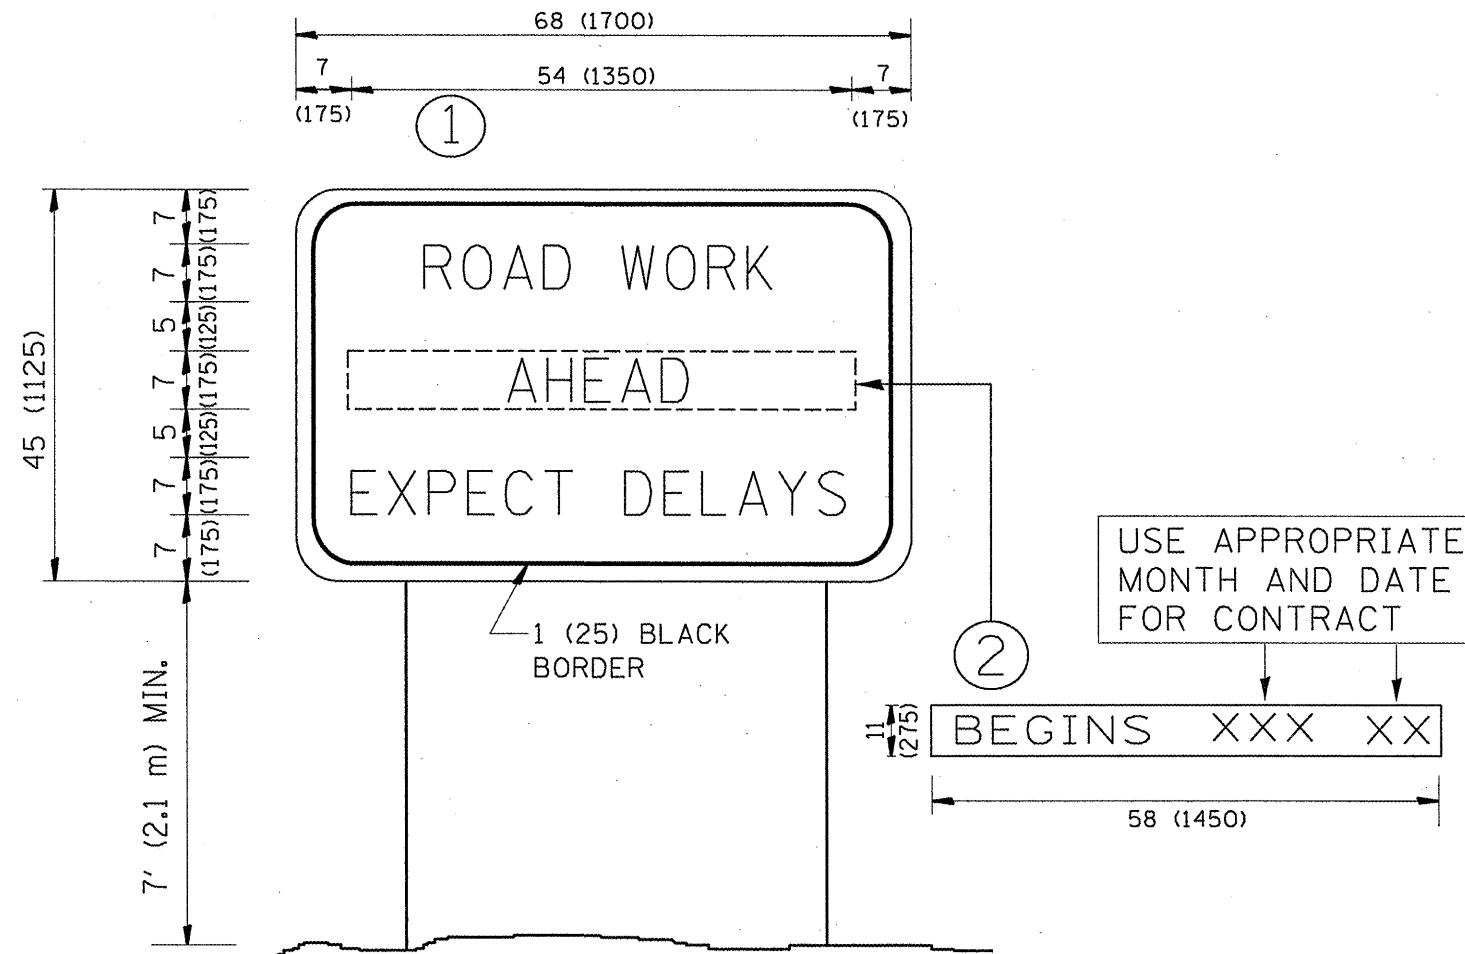 68 (1700)
7
54 (1350)
7
(175)
(175)
1
45 (1125)
7
(175)
7
(175)
5
(125)
7
(175)
5
(125)
7
(175)
7
(175)
ROAD WORK
AHEAD
EXPECT DELAYS
1 (25) BLACK
BORDER
7' (2.1 m) MIN.
2
USE APPROPRIATE
MONTH AND DATE
FOR CONTRACT
11
(275)
BEGINS XXX XX
58 (1450)